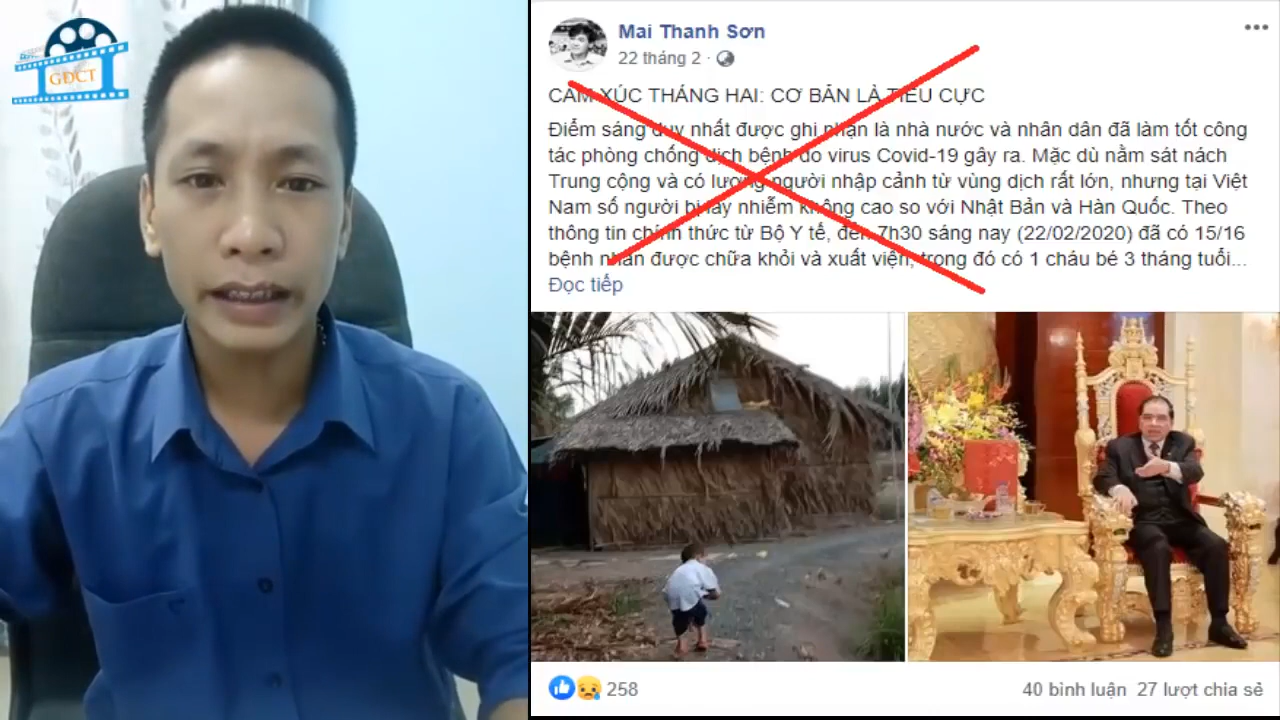 GĐCT
Mai Thanh Sơn
22 tháng 2 ·
CẢM XÚC THÁNG HAI: CƠ BẢN LÀ TIÊU CỰC
Điểm sáng duy nhất được ghi nhận là nhà nước và nhân dân đã làm tốt công
tác phòng chống dịch bệnh do virus Covid-19 gây ra. Mặc dù nằm sát nách
Trung cộng và có lượng người nhập cảnh từ vùng dịch rất lớn, nhưng tại Việt
Nam số người bị lây nhiễm không cao so với Nhật Bản và Hàn Quốc. Theo
thông tin chính thức từ Bộ Y tế, đến 7h30 sáng nay (22/02/2020) đã có 15/16
bệnh nhân được chữa khỏi và xuất viện, trong đó có 1 cháu bé 3 tháng tuổi...
Đọc tiếp
258
40 bình luận 27 lượt chia sẻ